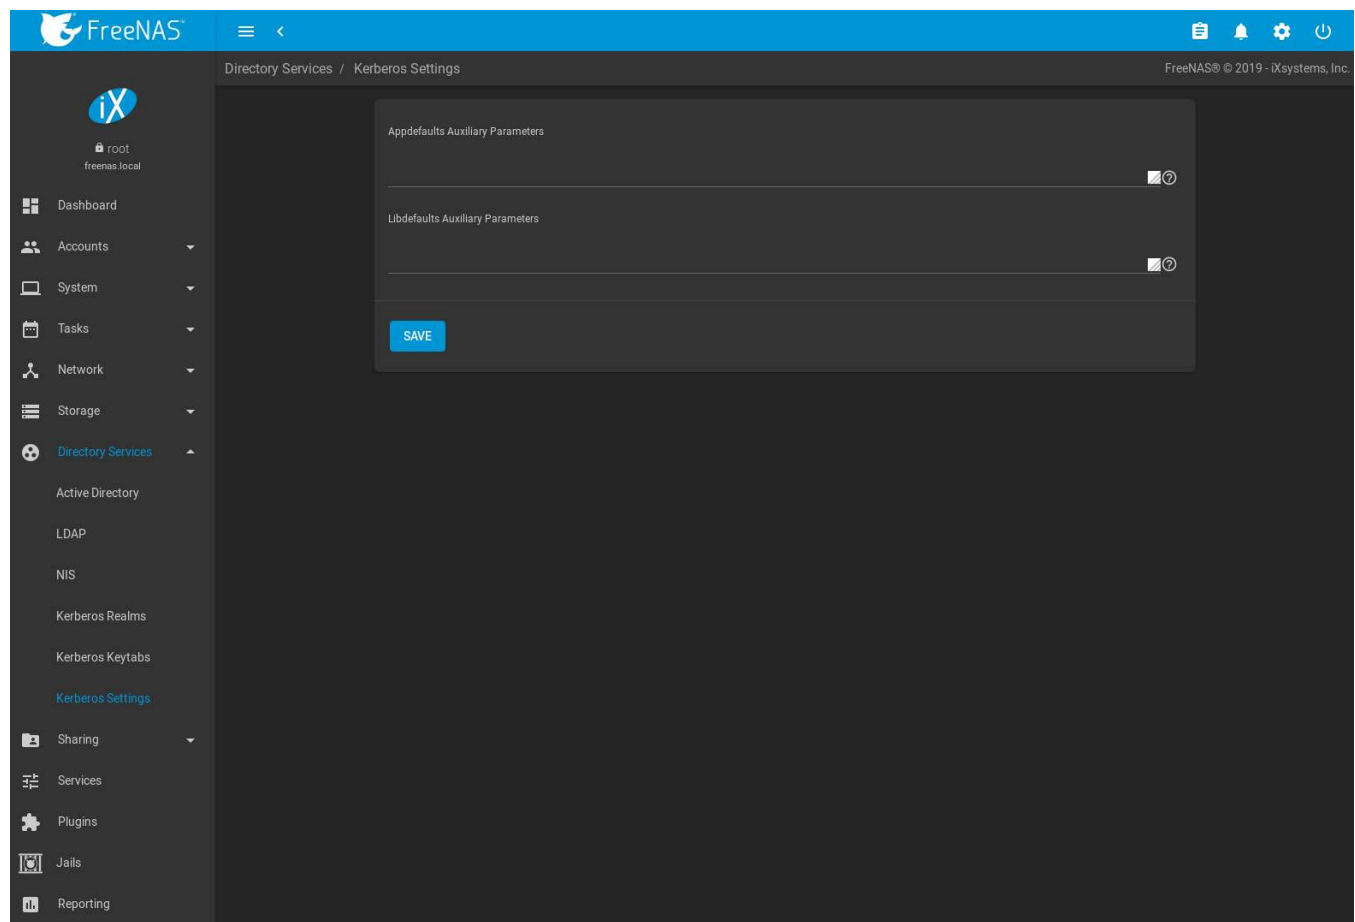 FreeNAS™
Directory Services / Kerberos Settings
FreeNAS® © 2019 - iXsystems, Inc.
iX
root
freenas.local
Dashboard
Accounts
System
Tasks
Network
Storage
Directory Services
Active Directory
LDAP
NIS
Kerberos Realms
Kerberos Keytabs
Kerberos Settings
Sharing
Services
Plugins
Jails
Reporting
Appdefaults Auxiliary Parameters
Libdefaults Auxiliary Parameters
SAVE